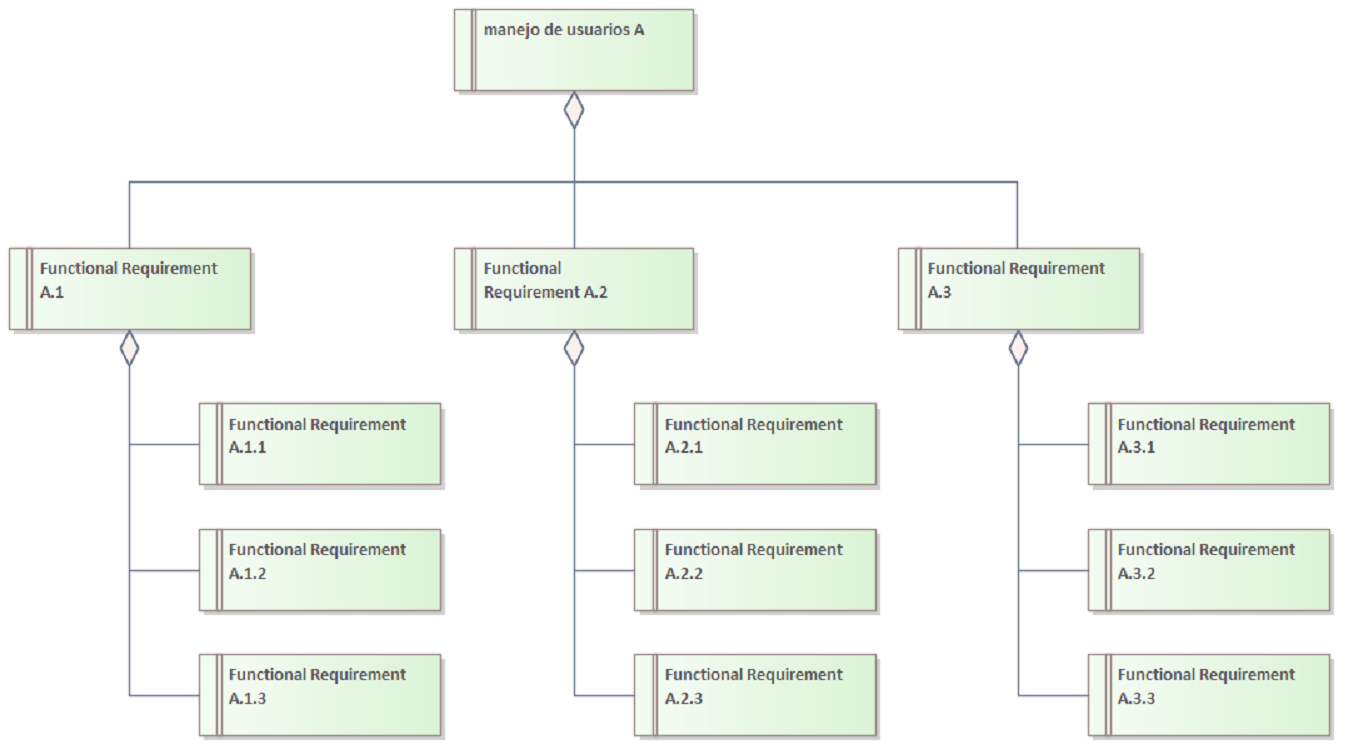 manejo de usuarios A
Functional Requirement
A.1
Functional
Requirement A.2
Functional Requirement
A.3
Functional Requirement
A.1.1
Functional Requirement
A.2.1
Functional Requirement
A.3.1
Functional Requirement
A.1.2
Functional Requirement
A.2.2
Functional Requirement
A.3.2
Functional Requirement
A.1.3
Functional Requirement
A.2.3
Functional Requirement
A.3.3